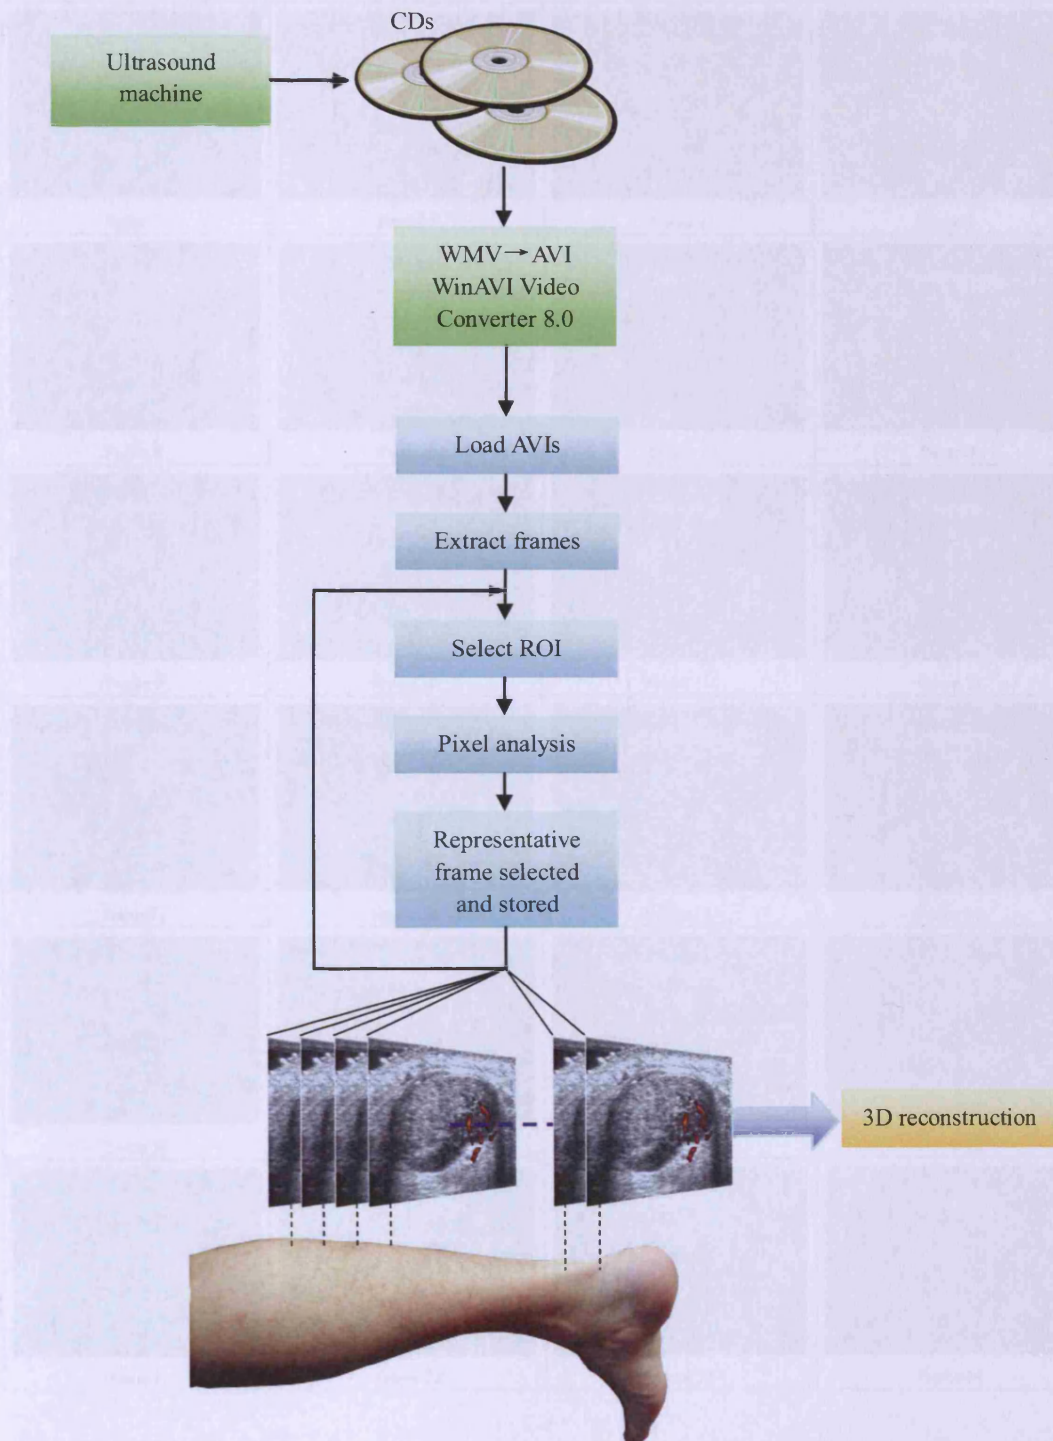 CDs
Ultrasound
machine
WMV→AVI
WinAVI Video
Converter 8.0
Load AVIs
Extract frames
Select ROI
Pixel analysis
Representative
frame selected
and stored
3D reconstruction